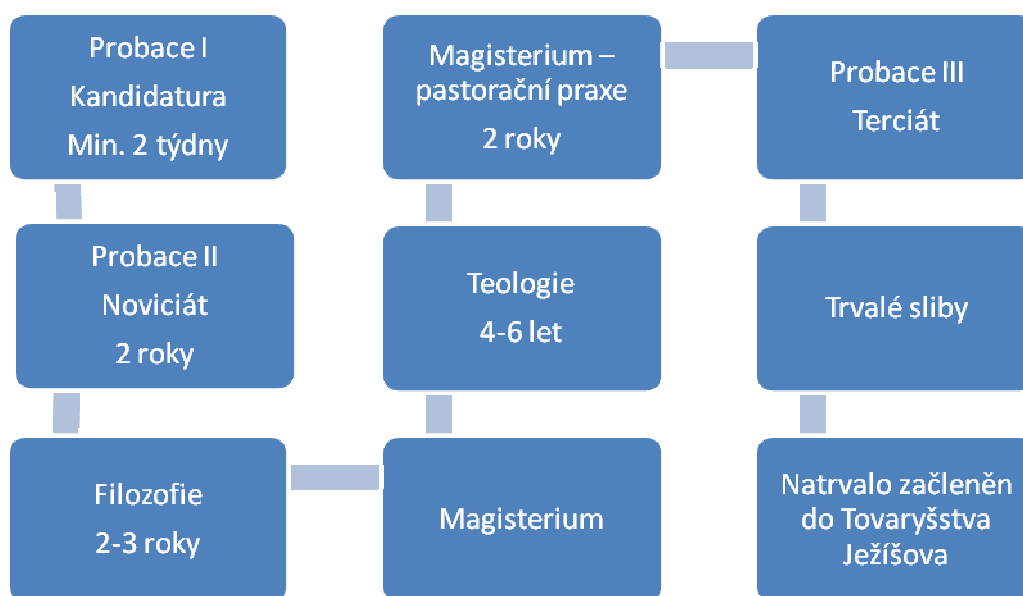 Probace I
Kandidatura
Min. 2 týdny
Probace II
Noviciát
2 roky
Filozofie
2-3 roky
Magisterium
Teologie
4-6 let
Magisterium –
pastorační praxe
2 roky
Probace III
Terciát
Trvalé sliby
Natrvalo začleněn
do Tovaryšstva
Ježíšova